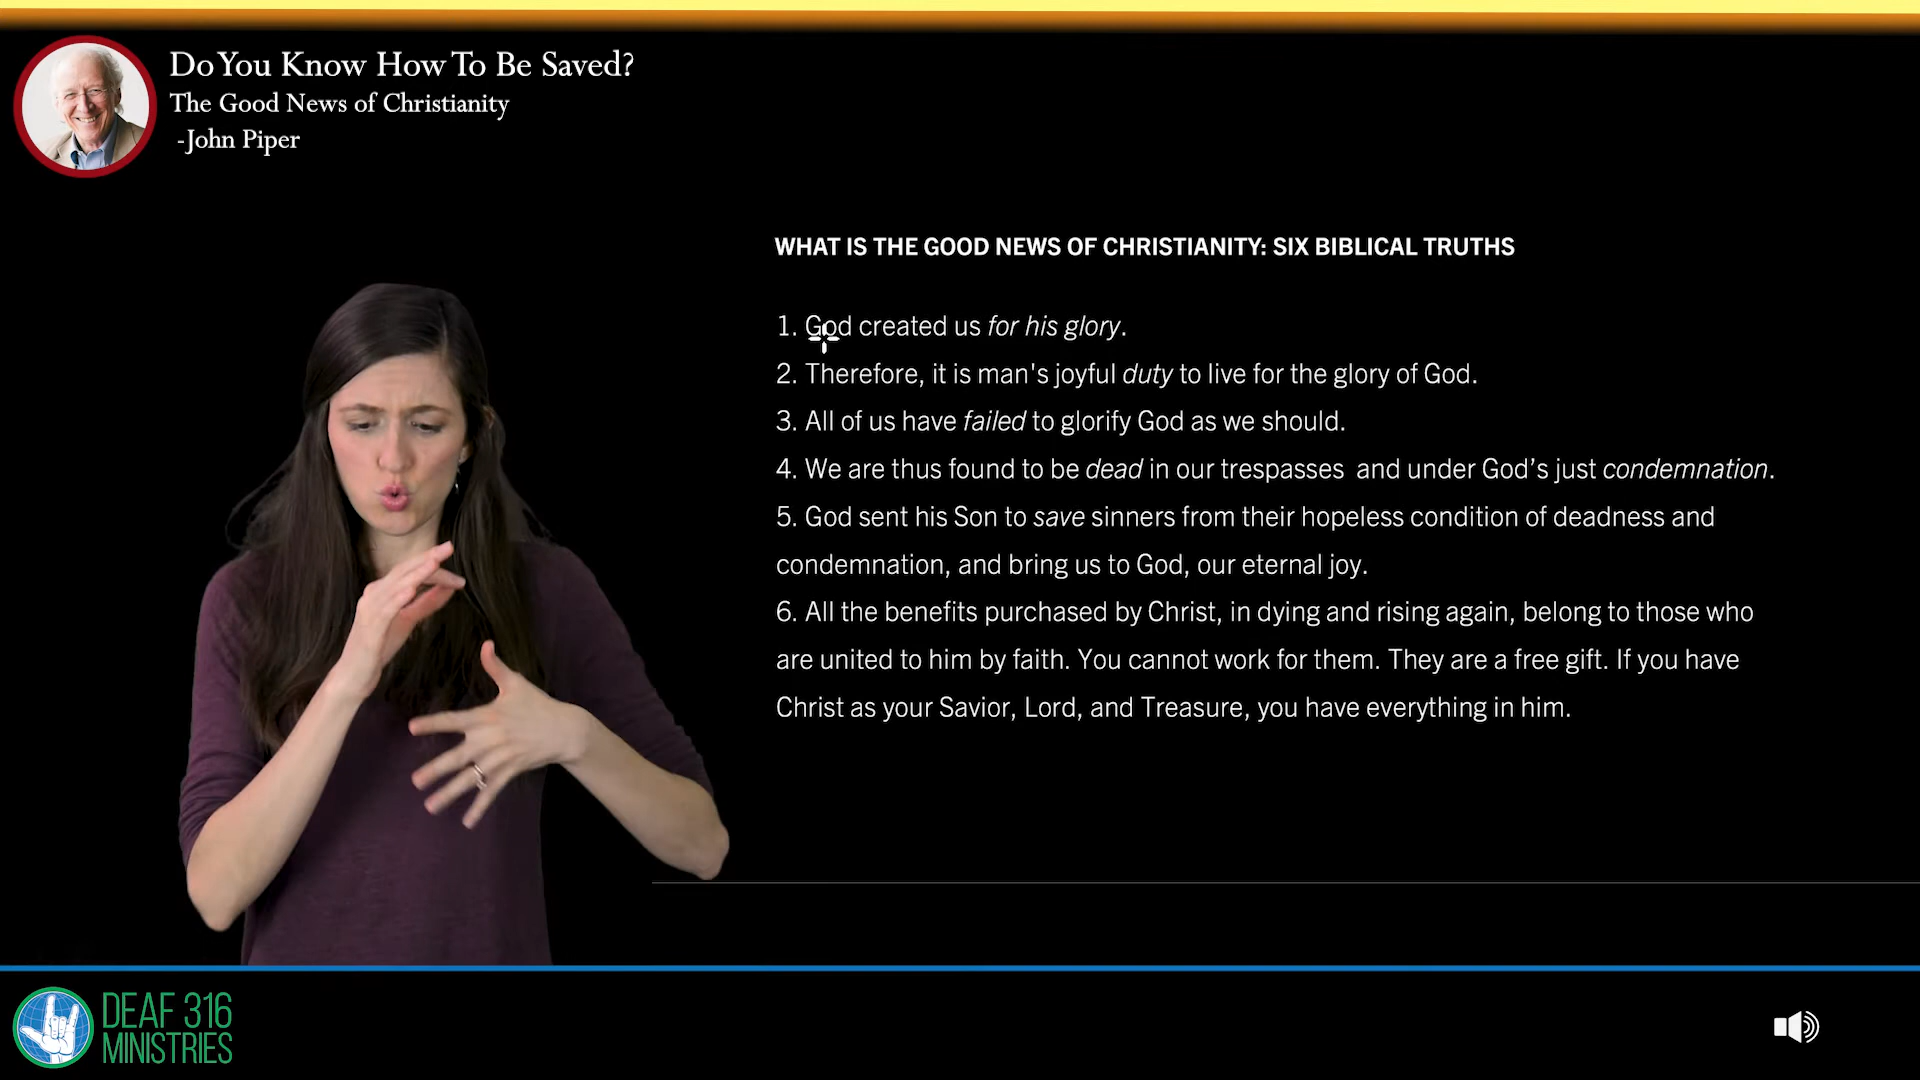 Do You Know How To Be Saved?
The Good News of Christianity
-John Piper
WHAT IS THE GOOD NEWS OF CHRISTIANITY: SIX BIBLICAL TRUTHS
1. God created us for his glory.
2. Therefore, it is man's joyful duty to live for the glory of God.
3. All of us have failed to glorify God as we should.
4. We are thus found to be dead in our trespasses and under God’s just condemnation.
5. God sent his Son to save sinners from their hopeless condition of deadness and
condemnation, and bring us to God, our eternal joy.
6. All the benefits purchased by Christ, in dying and rising again, belong to those who
are united to him by faith. You cannot work for them. They are a free gift. If you have
Christ as your Savior, Lord, and Treasure, you have everything in him.
DEAF 316
MINISTRIES